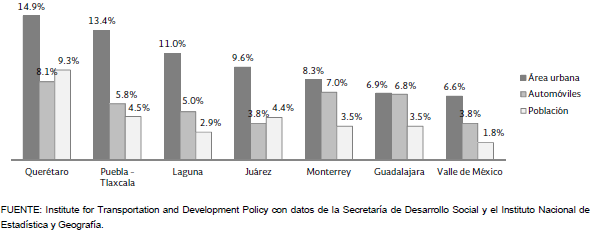 14.9%
8.1%
9.3%
13.4%
5.8%
4.5%
11.0%
5.0%
2.9%
9.6%
3.8%
4.4%
8.3%
7.0%
3.5%
6.9%
6.8%
3.5%
6.6%
3.8%
1.8%
Área urbana
Automóviles
Población
Querétaro
Puebla –
Tlaxcala
Laguna
Juárez
Monterrey
Guadalajara
Valle de México
FUENTE: Institute for Transportation and Development Policy con datos de la Secretaría de Desarrollo Social y el Instituto Nacional de
Estadística y Geografía.